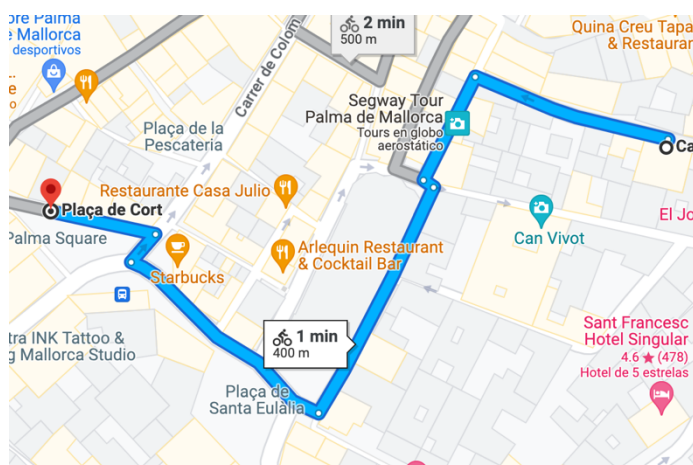 ore Palma
de Mallorca
desportivos
e
o
2 min
500 m
Carrer de Colom
Quina Creu Tapa
& Restaurar
Segway Tour
Palma de Mallorca
Tours en globo
aerostático
Plaça de la
Pescateria
Ca
Restaurante Casa Julio
Plaça de Cort
Palma Square
El Jo
Can Vivot
Arlequin Restaurant
& Cocktail Bar
Starbucks
1 min
400 m
tra INK Tattoo &
g Mallorca Studio
Sant Francesc
Hotel Singular
4.6 ★ (478)
Hotel de 5 estrelas
Plaça de
Santa Eulàlia